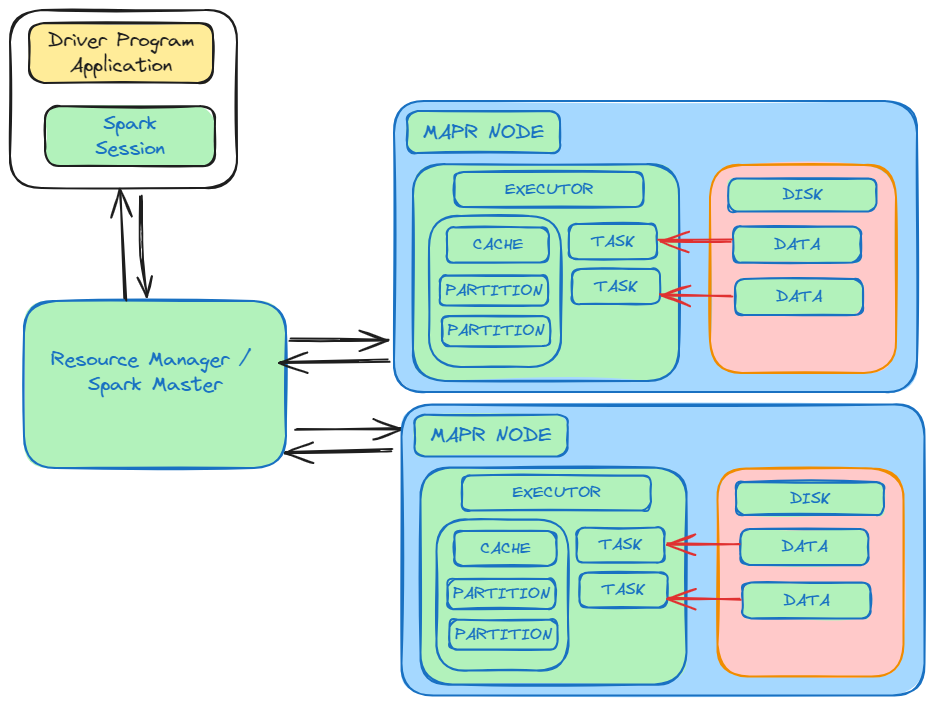 Driver Program
Application
Spark
Session
Resource Manager /
Spark Master
MAPR NODE
EXECUTOR
CACHE
PARTITION
PARTITION
TASK
TASK
DISK
DATA
DATA
MAPR NODE
EXECUTOR
CACHE
PARTITION
PARTITION
TASK
TASK
DISK
DATA
DATA